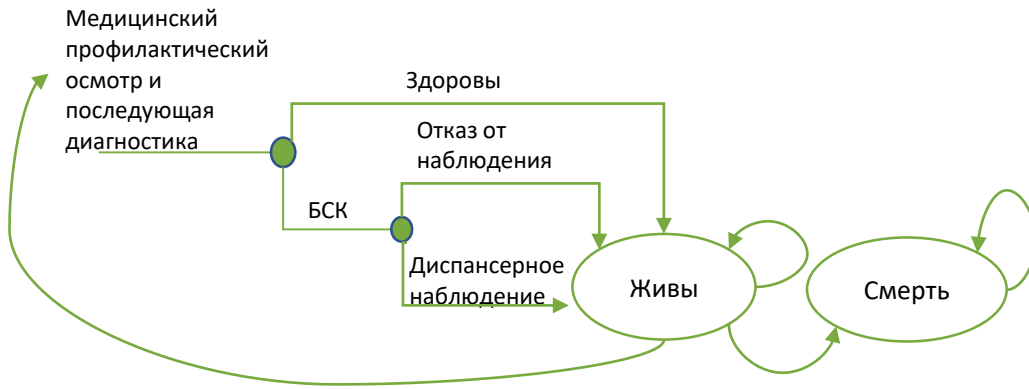 Медицинский
профилактический
осмотр и
последующая
диагностика
Здоровы
Отказ от
наблюдения
БСК
Диспансерное
наблюдение
Живы
Смерть